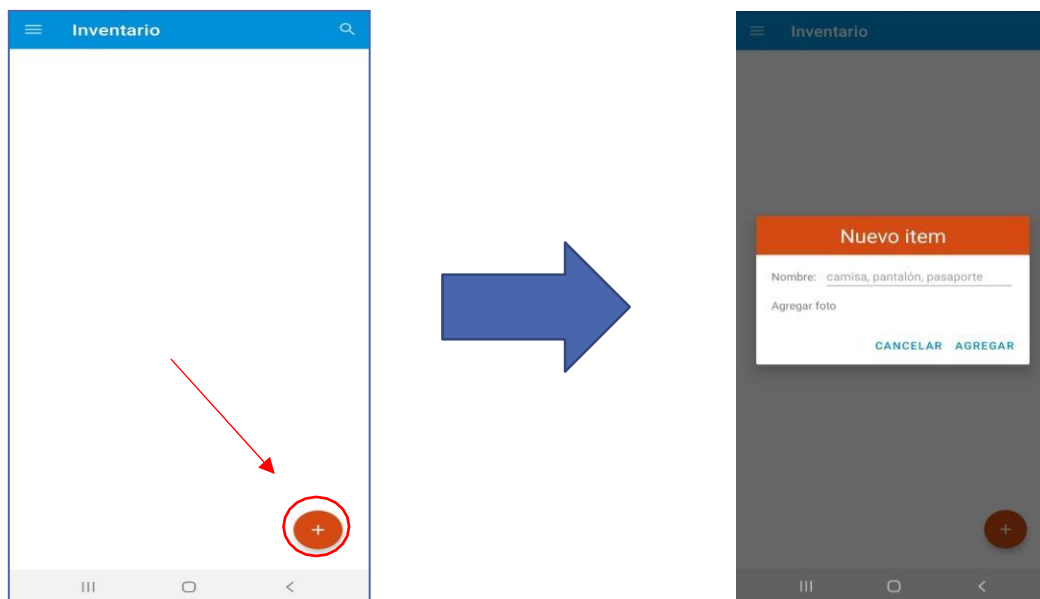 Inventario
+
Inventario
Nuevo item
Nombre: camisa, pantalón, pasaporte
Agregar foto
CANCELAR AGREGAR
+